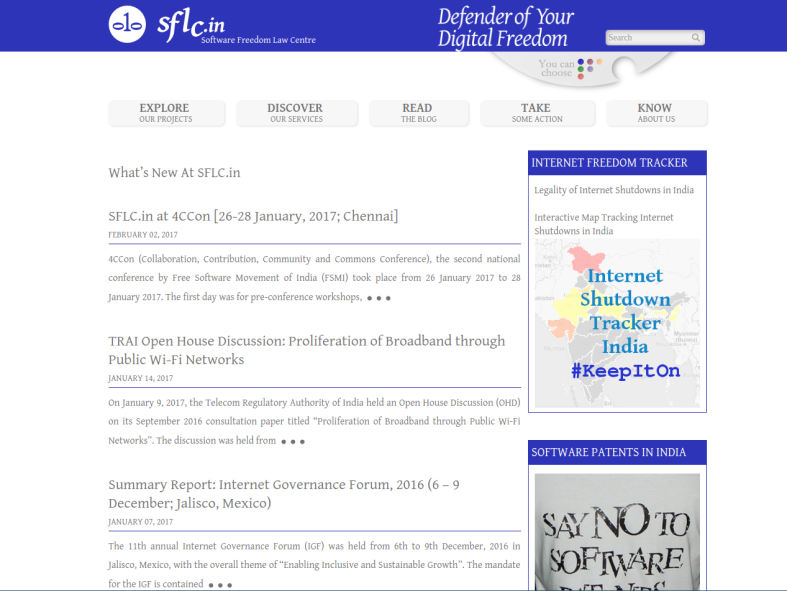 sflc.in
Software Freedom Law Centre
Defender of Your
Digital Freedom
Search
You can
choose
EXPLORE
OUR PROJECTS
DISCOVER
OUR SERVICES
READ
THE BLOG
TAKE
SOME ACTION
KNOW
ABOUT US
What's New At SFLC.in
SFLC.in at 4CCon [26-28 January, 2017; Chennai]
FEBRUARY 02, 2017
4CCon (Collaboration, Contribution, Community and Commons Conference), the second national
conference by Free Software Movement of India (FSMI) took place from 26 January 2017 to 28
January 2017. The first day was for pre-conference workshops, ● ● ●
TRAI Open House Discussion: Proliferation of Broadband through
Public Wi-Fi Networks
JANUARY 14, 2017
On January 9, 2017, the Telecom Regulatory Authority of India held an Open House Discussion (OHD)
on its September 2016 consultation paper titled "Proliferation of Broadband through Public Wi-Fi
Networks". The discussion was held from ● ● ●
Summary Report: Internet Governance Forum, 2016 (6 – 9
December; Jalisco, Mexico)
JANUARY 07, 2017
The 11th annual Internet Governance Forum (IGF) was held from 6th to 9th December, 2016 in
Jalisco, Mexico, with the overall theme of "Enabling Inclusive and Sustainable Growth". The mandate
for the IGF is contained ● ● ●
INTERNET FREEDOM TRACKER
Legality of Internet Shutdowns in India
Interactive Map Tracking Internet
Shutdowns in India
Internet
Shutdown
Tracker
India
#KeepItOn
Myanmar
(Burma)
SOFTWARE PATENTS IN INDIA
SAY NO TO
SOFTWARE